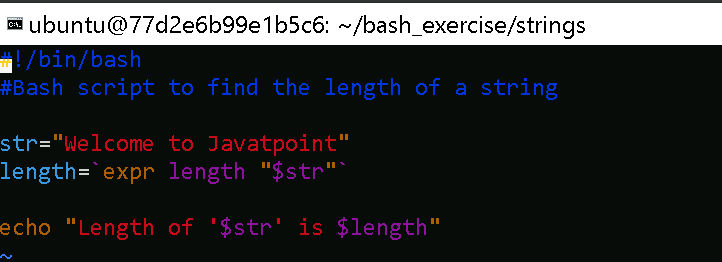 ubuntu@77d2e6b99e1b5c6: ~/bash_exercise/strings
#!/bin/bash
#Bash script to find the length of a string
str="Welcome to Javatpoint"
length=`expr length "$str"`
echo "Length of '$str' is $length"
~